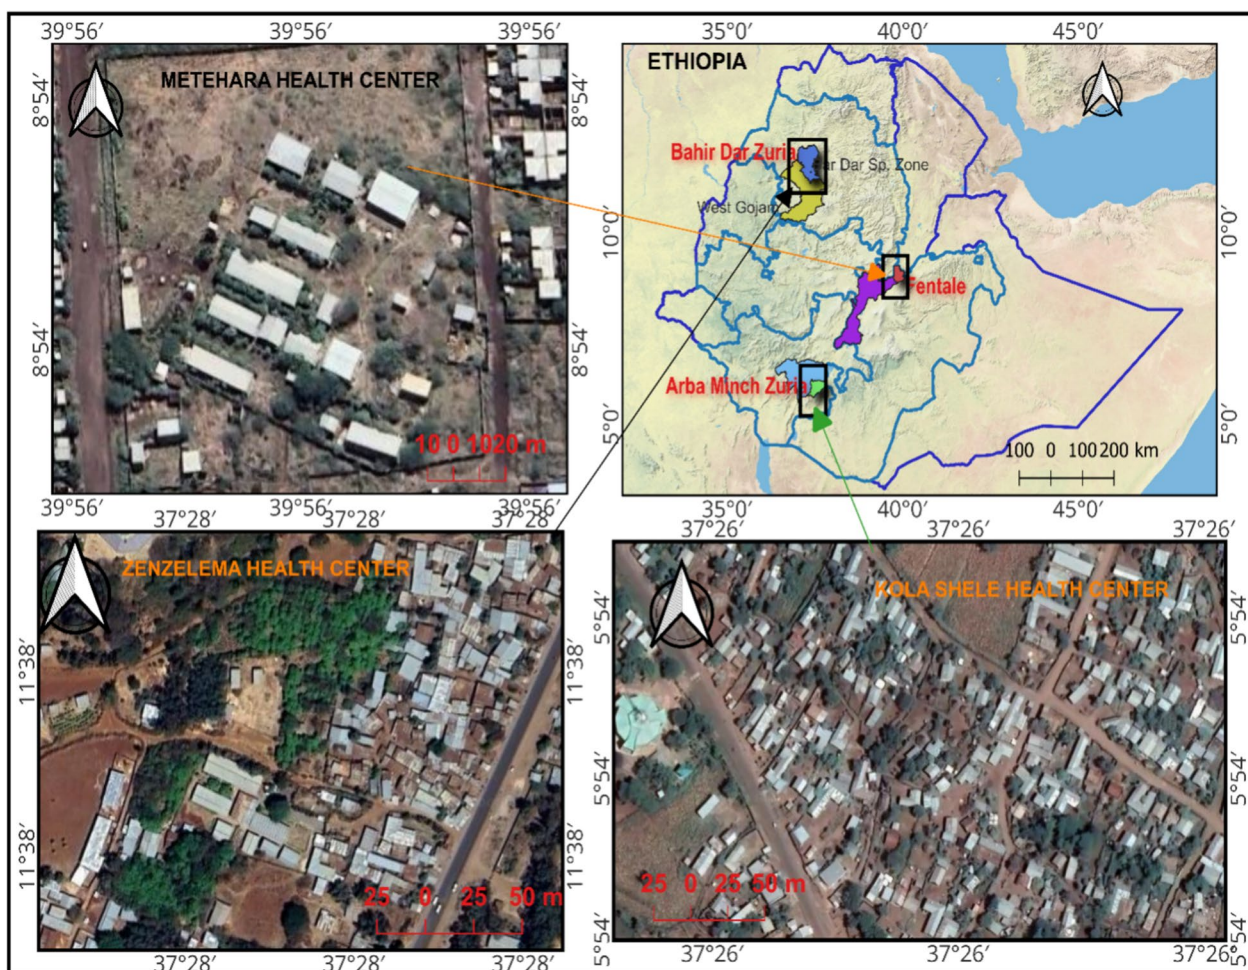 39°56′ 39°56′ 39°56′
METEHARA HEALTH CENTER
8°54′ 8°54′
8°54′ 8°54′
10 0 1020 m
39°56′ 39°56′ 39°56′
35°0′ 40°0′ 45°0′
ETHIOPIA
Bahir Dar Zuria
Dar Sp. Zone
West Gojam
10°0′ 10°0′
Fentale
Arba Minch Zuria
5°0′ 5°0′
100 0 100 200 km
35°0′ 40°0′ 45°0′
37°28′ 37°28′ 37°28′
ZENZELEMA HEALTH CENTER
11°38′ 11°38′
11°38′ 11°38′
25 0 25 50 m
37°28′ 37°28′ 37°28′
37°26′ 37°26′ 37°26′
KOLA SHELE HEALTH CENTER
5°54′ 5°54′
5°54′ 5°54′
25 0 25 50 m
5°54′ 5°54′
37°26′ 37°26′ 37°26′